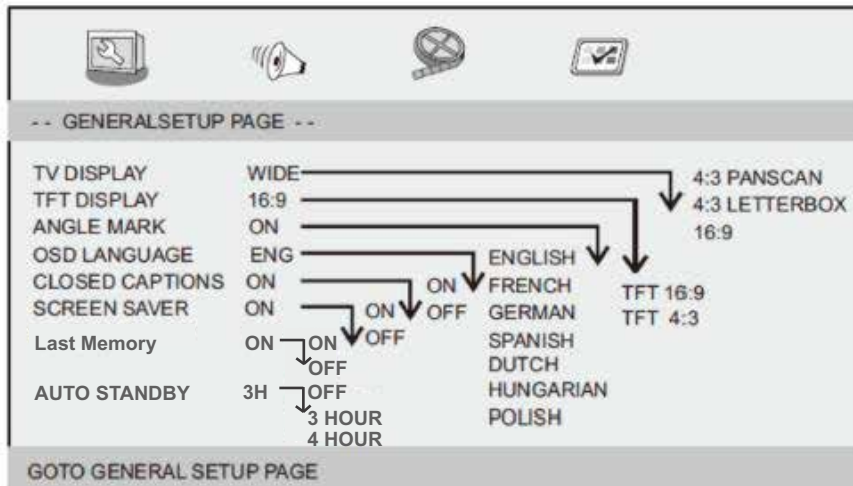 - - GENERALSETUP PAGE - -
TV DISPLAY WIDE 4:3 PANSCAN
TFT DISPLAY 16:9 4:3 LETTERBOX
ANGLE MARK ON 16:9
OSD LANGUAGE ENG ENGLISH
CLOSED CAPTIONS ON ON FRENCH TFT 16:9
SCREEN SAVER ON ON OFF GERMAN TFT 4:3
Last Memory ON ON OFF SPANISH
OFF DUTCH
AUTO STANDBY 3H OFF HUNGARIAN
3 HOUR POLISH
4 HOUR
GOTO GENERAL SETUP PAGE